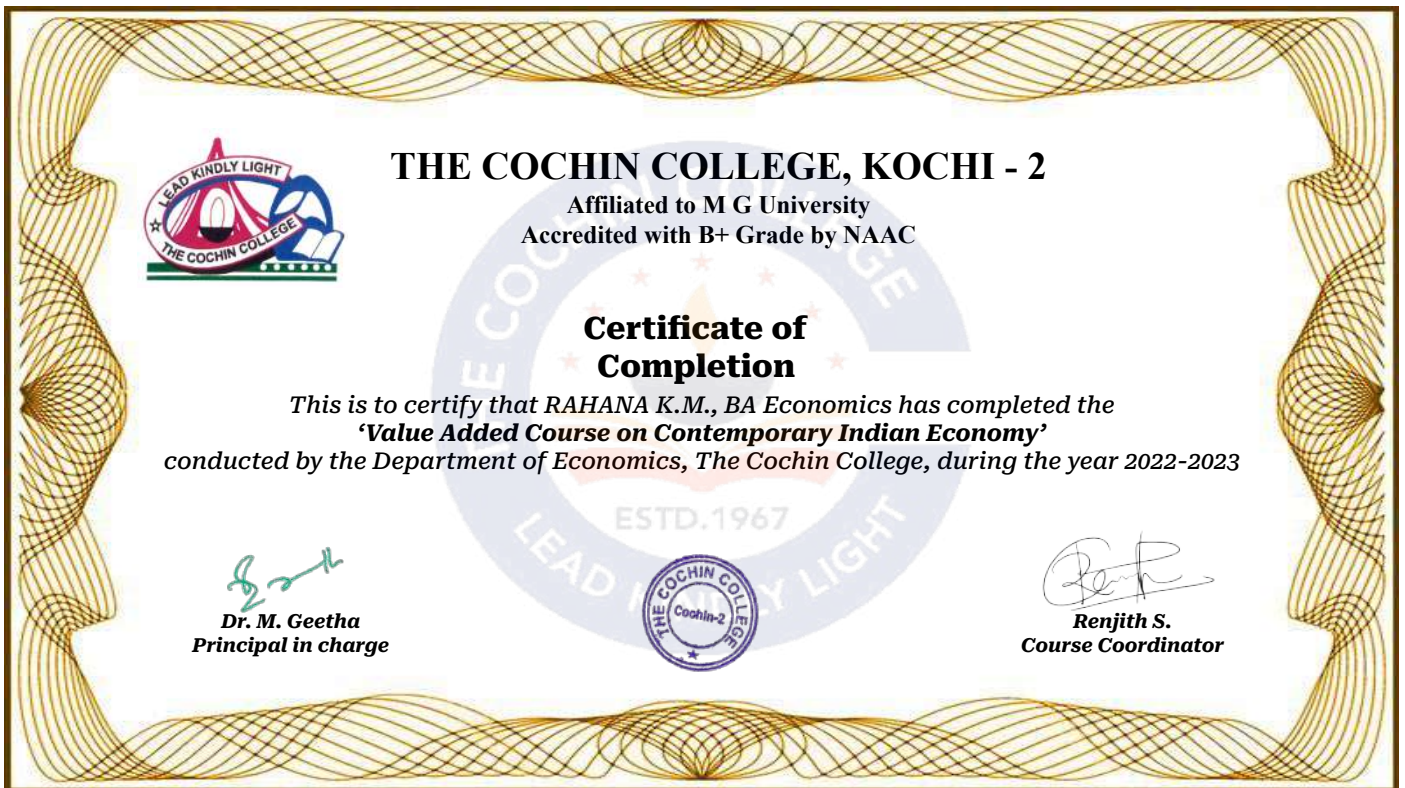 LEAD KINDLY LIGHT
THE COCHIN COLLEGE
THE COCHIN COLLEGE, KOCHI - 2
Affiliated to M G University
Accredited with B+ Grade by NAAC
THE COCHIN COLLEGE
Certificate of
Completion
This is to certify that RAHANA K.M., BA Economics has completed the
‘Value Added Course on Contemporary Indian Economy’
conducted by the Department of Economics, The Cochin College, during the year 2022-2023
ESTD.1967
LEAD KINDLY LIGHT
THE COCHIN COLLEGE
Cochin-2
Dr. M. Geetha
Principal in charge
Renjith S.
Course Coordinator